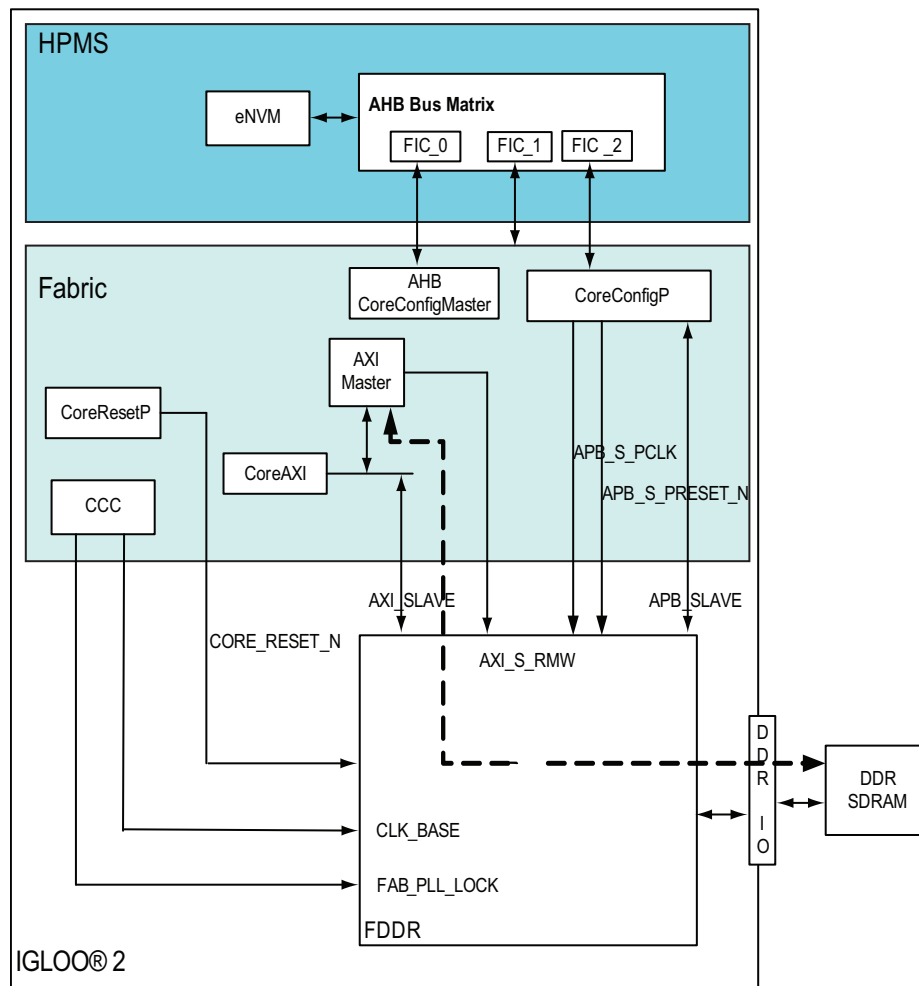 HPMS
eNVM
AHB Bus Matrix
FIC_0
FIC_1
FIC _2
Fabric
AHB
CoreConfigMaster
CoreConfigP
AXI
Master
CoreResetP
CoreAXI
CCC
APB_S_PCLK
APB_S_PRESET_N
AXI_SLAVE
APB_SLAVE
CORE_RESET_N
AXI_S_RMW
CLK_BASE
FAB_PLL_LOCK
FDDR
D
D
R
I
O
DDR
SDRAM
IGLOO® 2